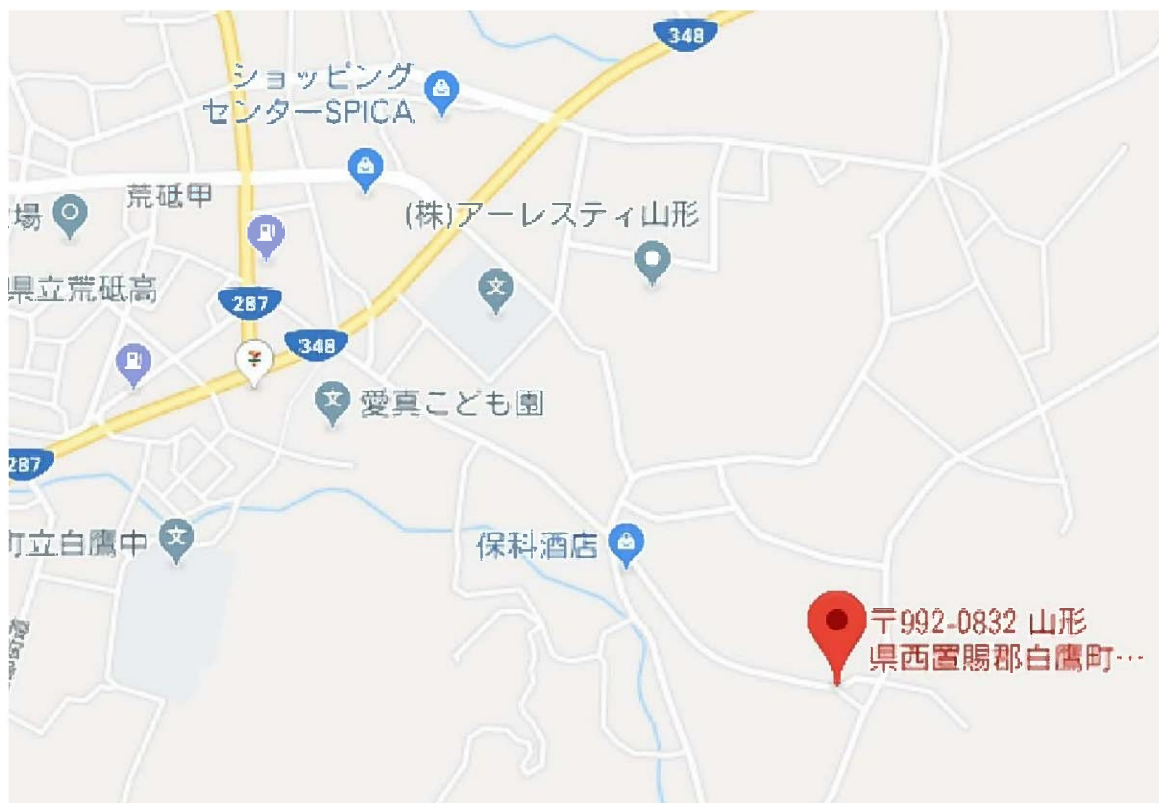 348
ショッピング
センターSPICA
荒砥甲
場
(株)アーレスティ山形
県立荒砥高
文
287
348
文
愛真こども園
287
町立白鷹中
文
保科酒店
〒992-0832 山形
県西置賜郡白鷹町…